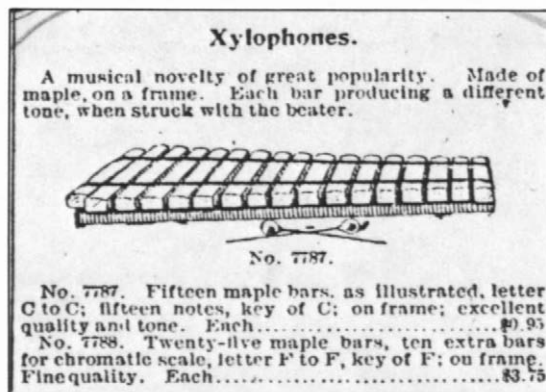 Xylophones.
A musical novelty of great popularity. Made of
maple, on a frame. Each bar producing a different
tone, when struck with the beater.
No. 7787.
No. 7787. Fifteen maple bars, as illustrated, letter
C to C; fifteen notes, key of C; on frame; excellent
quality and tone. Each....................$0.95
No. 7788. Twenty-five maple bars, ten extra bars
for chromatic scale, letter F to F, key of F; on frame.
Fine quality. Each.........................$3.75